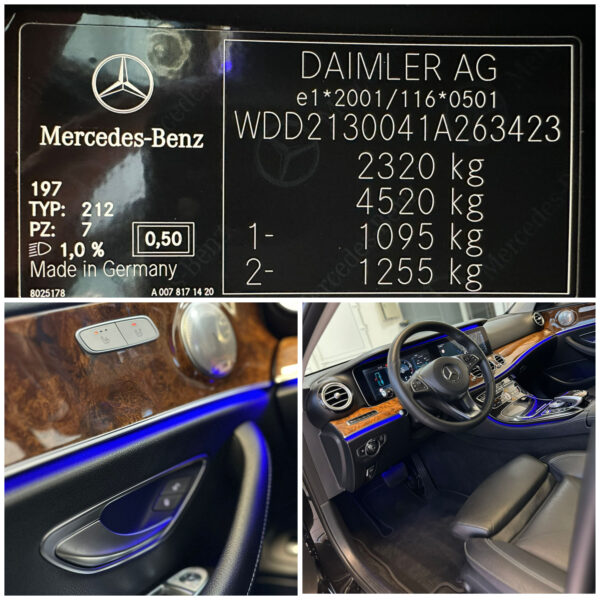 Mercedes-Benz
197
TYP: 212
PZ: 7
1,0 %
0,50
Made in Germany
8025178
A 007 817 14 20
DAIMLER AG
e1*2001/116*0501
WDD2130041A263423
2320 kg
4520 kg
1- 1095 kg
2- 1255 kg